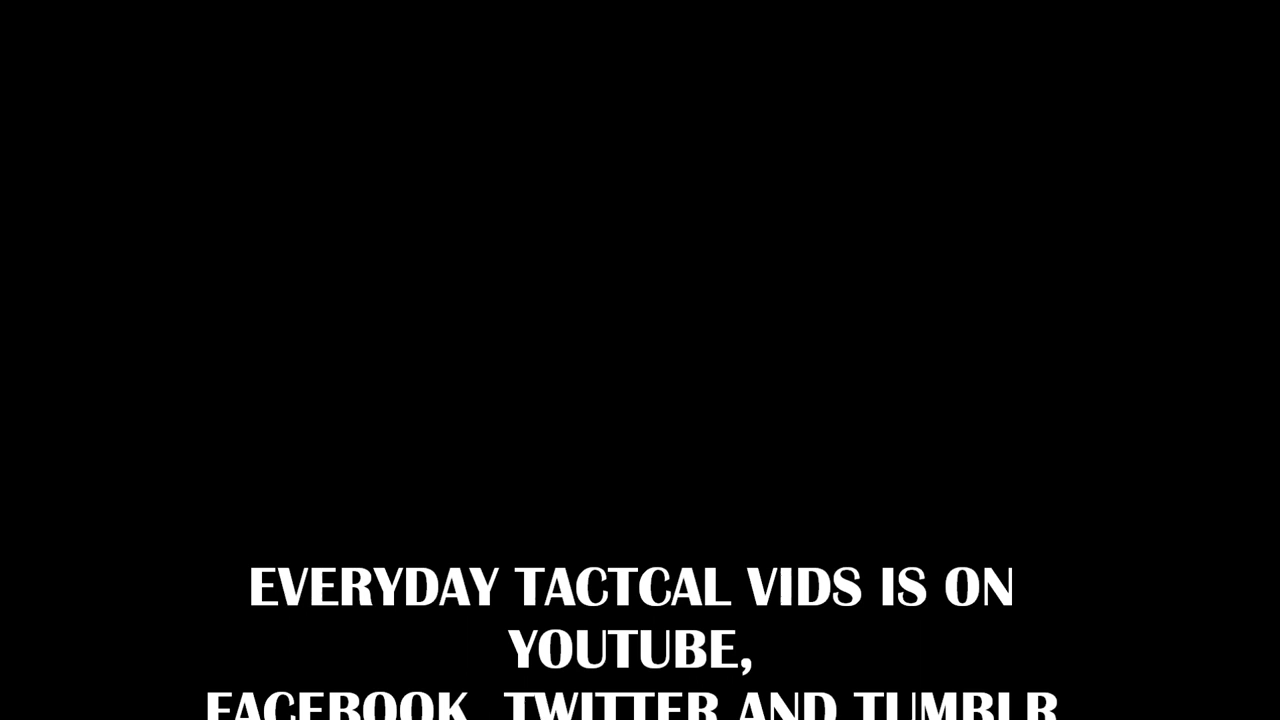 EVERYDAY TACTCAL VIDS IS ON
YOUTUBE,
FACEBOOK, TWITTER AND TUMBLR